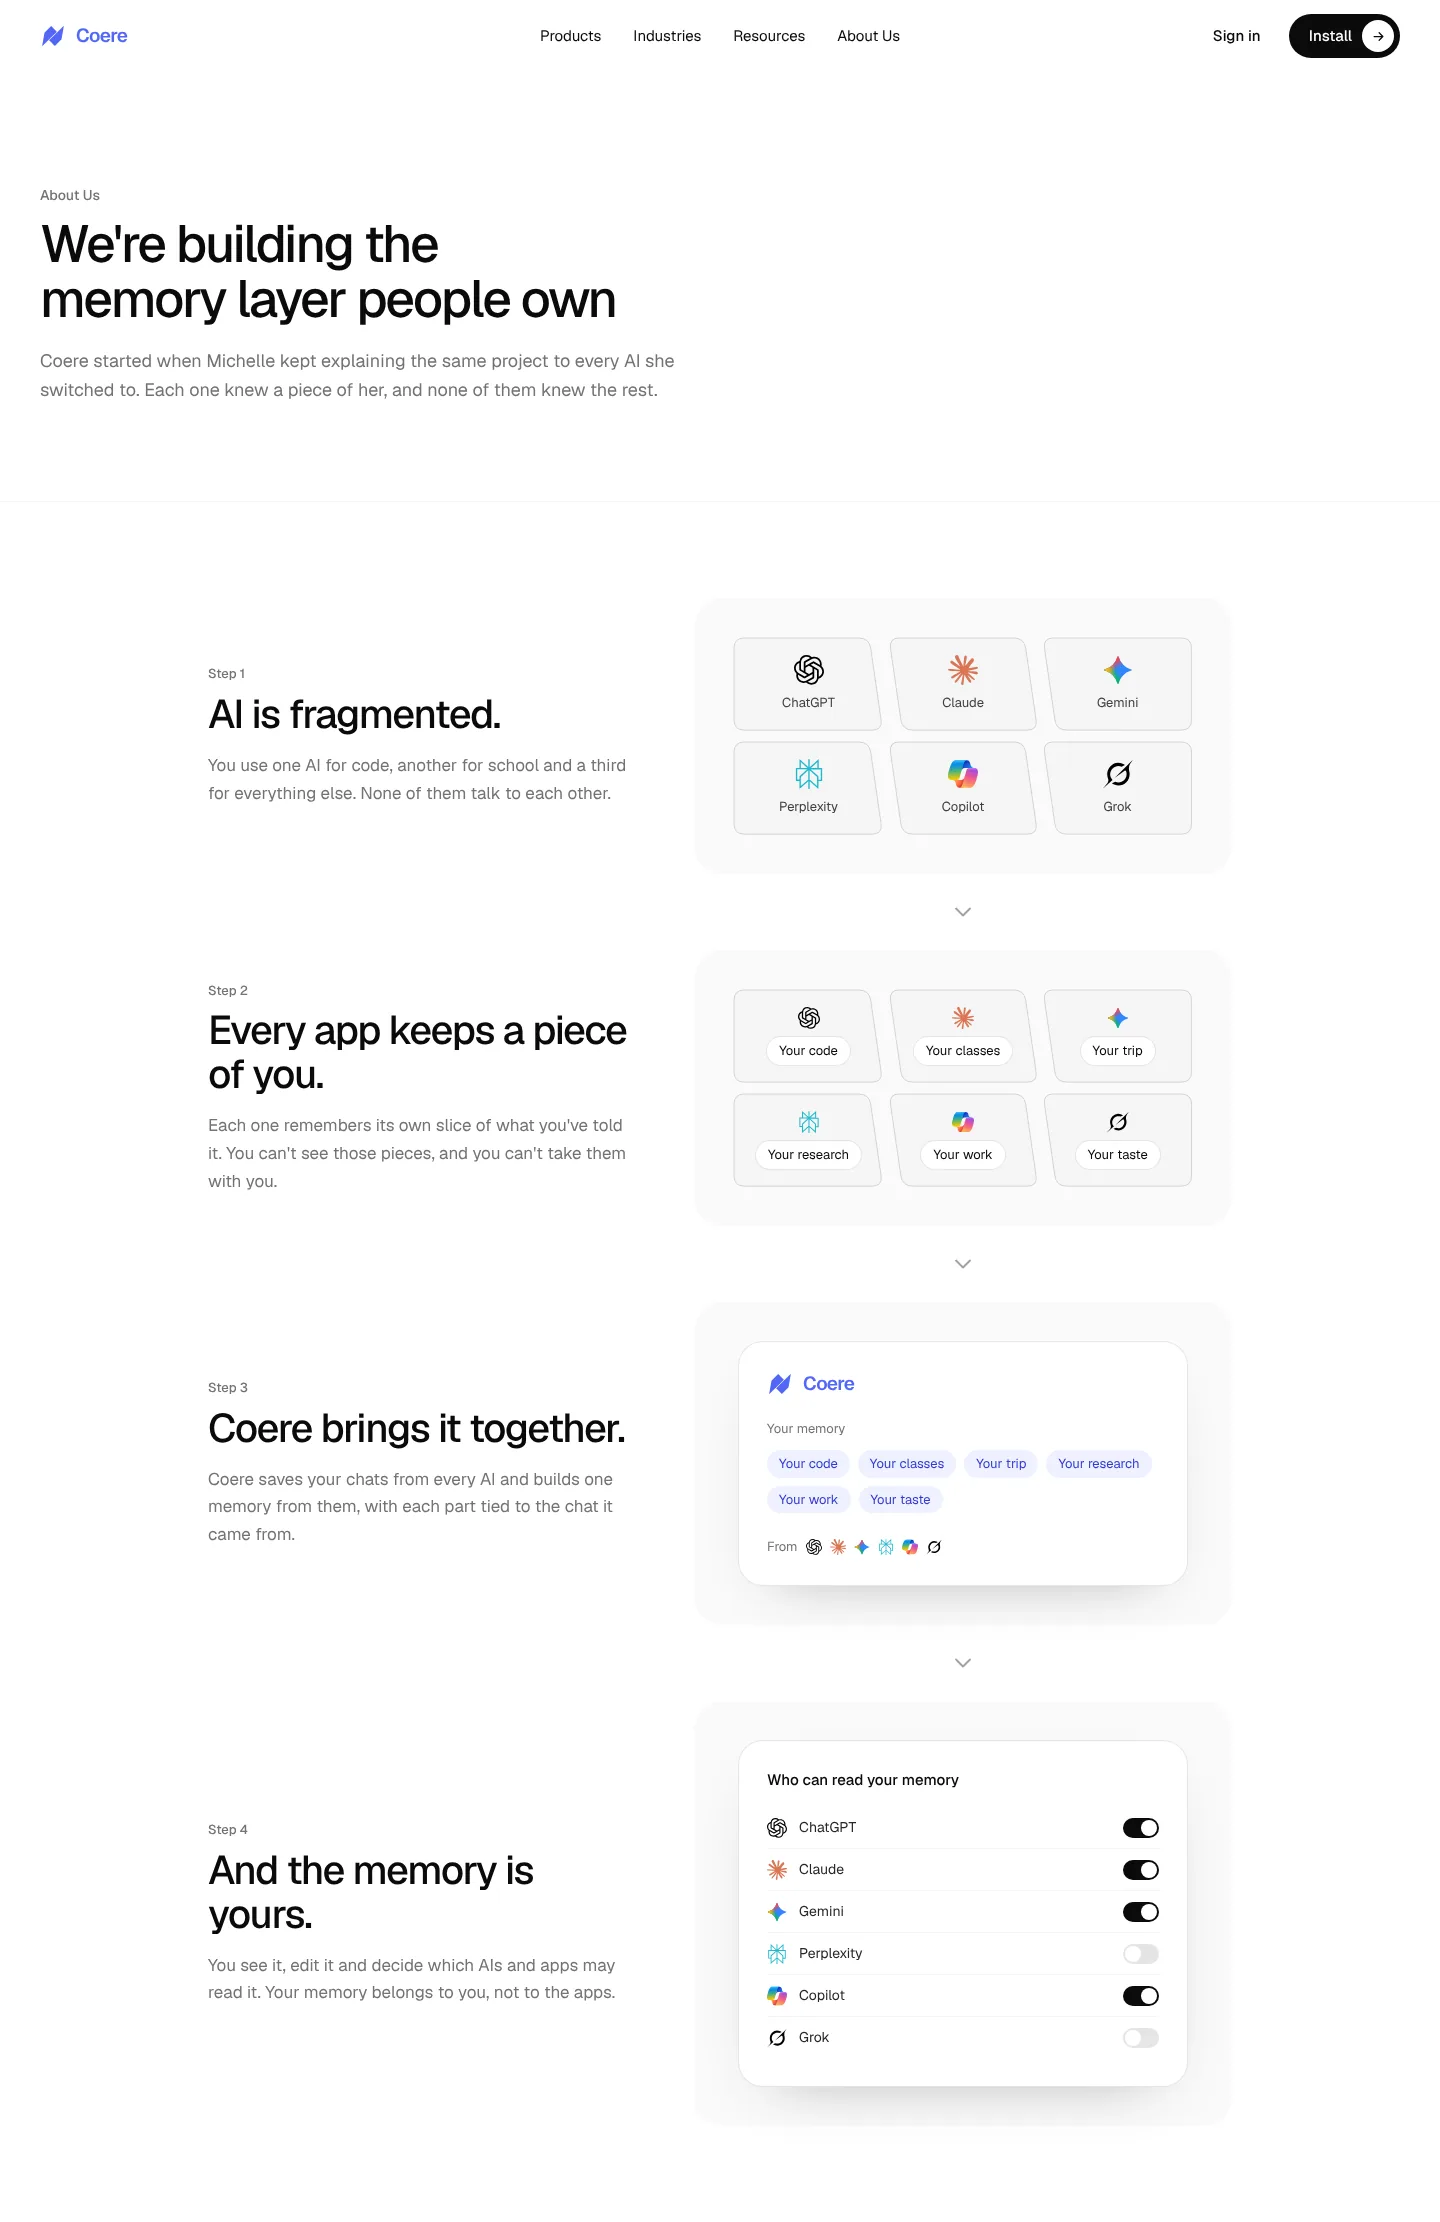 Coere
Products
Industries
Resources
About Us
Sign in
Install
About Us
We're building the
memory layer people own
Coere started when Michelle kept explaining the same project to every AI she
switched to. Each one knew a piece of her, and none of them knew the rest.
Step 1
AI is fragmented.
You use one AI for code, another for school and a third
for everything else. None of them talk to each other.
ChatGPT
Claude
Gemini
Perplexity
Copilot
Grok
Step 2
Every app keeps a piece
of you.
Each one remembers its own slice of what you've told
it. You can't see those pieces, and you can't take them
with you.
Your code
Your classes
Your trip
Your research
Your work
Your taste
Step 3
Coere brings it together.
Coere saves your chats from every AI and builds one
memory from them, with each part tied to the chat it
came from.
Coere
Your memory
Your code
Your classes
Your trip
Your research
Your work
Your taste
From
Step 4
And the memory is
yours.
You see it, edit it and decide which AIs and apps may
read it. Your memory belongs to you, not to the apps.
Who can read your memory
ChatGPT
Claude
Gemini
Perplexity
Copilot
Grok